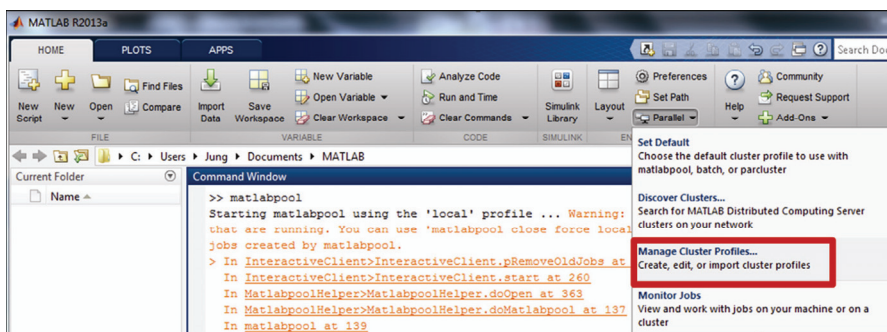 MATLAB R2013a
HOME PLOTS APPS
Search Doc
New Script
New
Open
Find Files
Compare
FILE
Import Data
Save Workspace
New Variable
Open Variable
Clear Workspace
VARIABLE
Analyze Code
Run and Time
Clear Commands
CODE
Simulink Library
SIMULINK
Layout
Preferences
Set Path
Parallel
EN
Help
Community
Request Support
Add-Ons
C: Users Jung Documents MATLAB
Current Folder
Name
Command Window
>> matlabpool
Starting matlabpool using the 'local' profile ... Warning:
that are running. You can use 'matlabpool close force local
jobs created by matlabpool.
> In InteractiveClient>InteractiveClient.pRemoveOldJobs at
In InteractiveClient>InteractiveClient.start at 260
In MatlabpoolHelper>MatlabpoolHelper.doOpen at 363
In MatlabpoolHelper>MatlabpoolHelper.doMatlabpool at 137
In matlabpool at 139
Set Default
Choose the default cluster profile to use with
matlabpool, batch, or parcluster
Discover Clusters...
Search for MATLAB Distributed Computing Server
clusters on your network
Manage Cluster Profiles...
Create, edit, or import cluster profiles
Monitor Jobs
View and work with jobs on your machine or on a
cluster